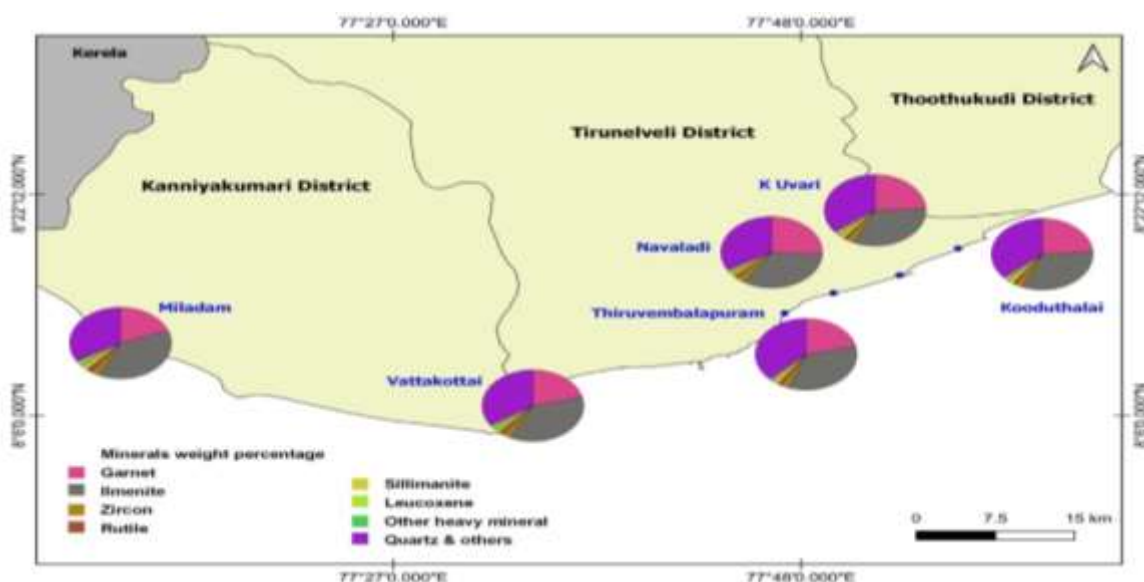 77°27'0.000"E
77°48'0.000"E
Kerela
Thoothukudi District
Tirunelveli District
Kanniyakumari District
K Uvari
8°22'12.000"N
8°22'12.000"N
Navaladi
Miladam
Thiruvembalapuram
Kooduthalai
Vattakottai
8°6'0.000"N
8°6'0.000"N
Minerals weight percentage
Garnet
Ilmenite
Zircon
Rutile
Sillimanite
Leucoxene
Other heavy mineral
Quartz & others
0 7.5 15 km
77°27'0.000"E
77°48'0.000"E